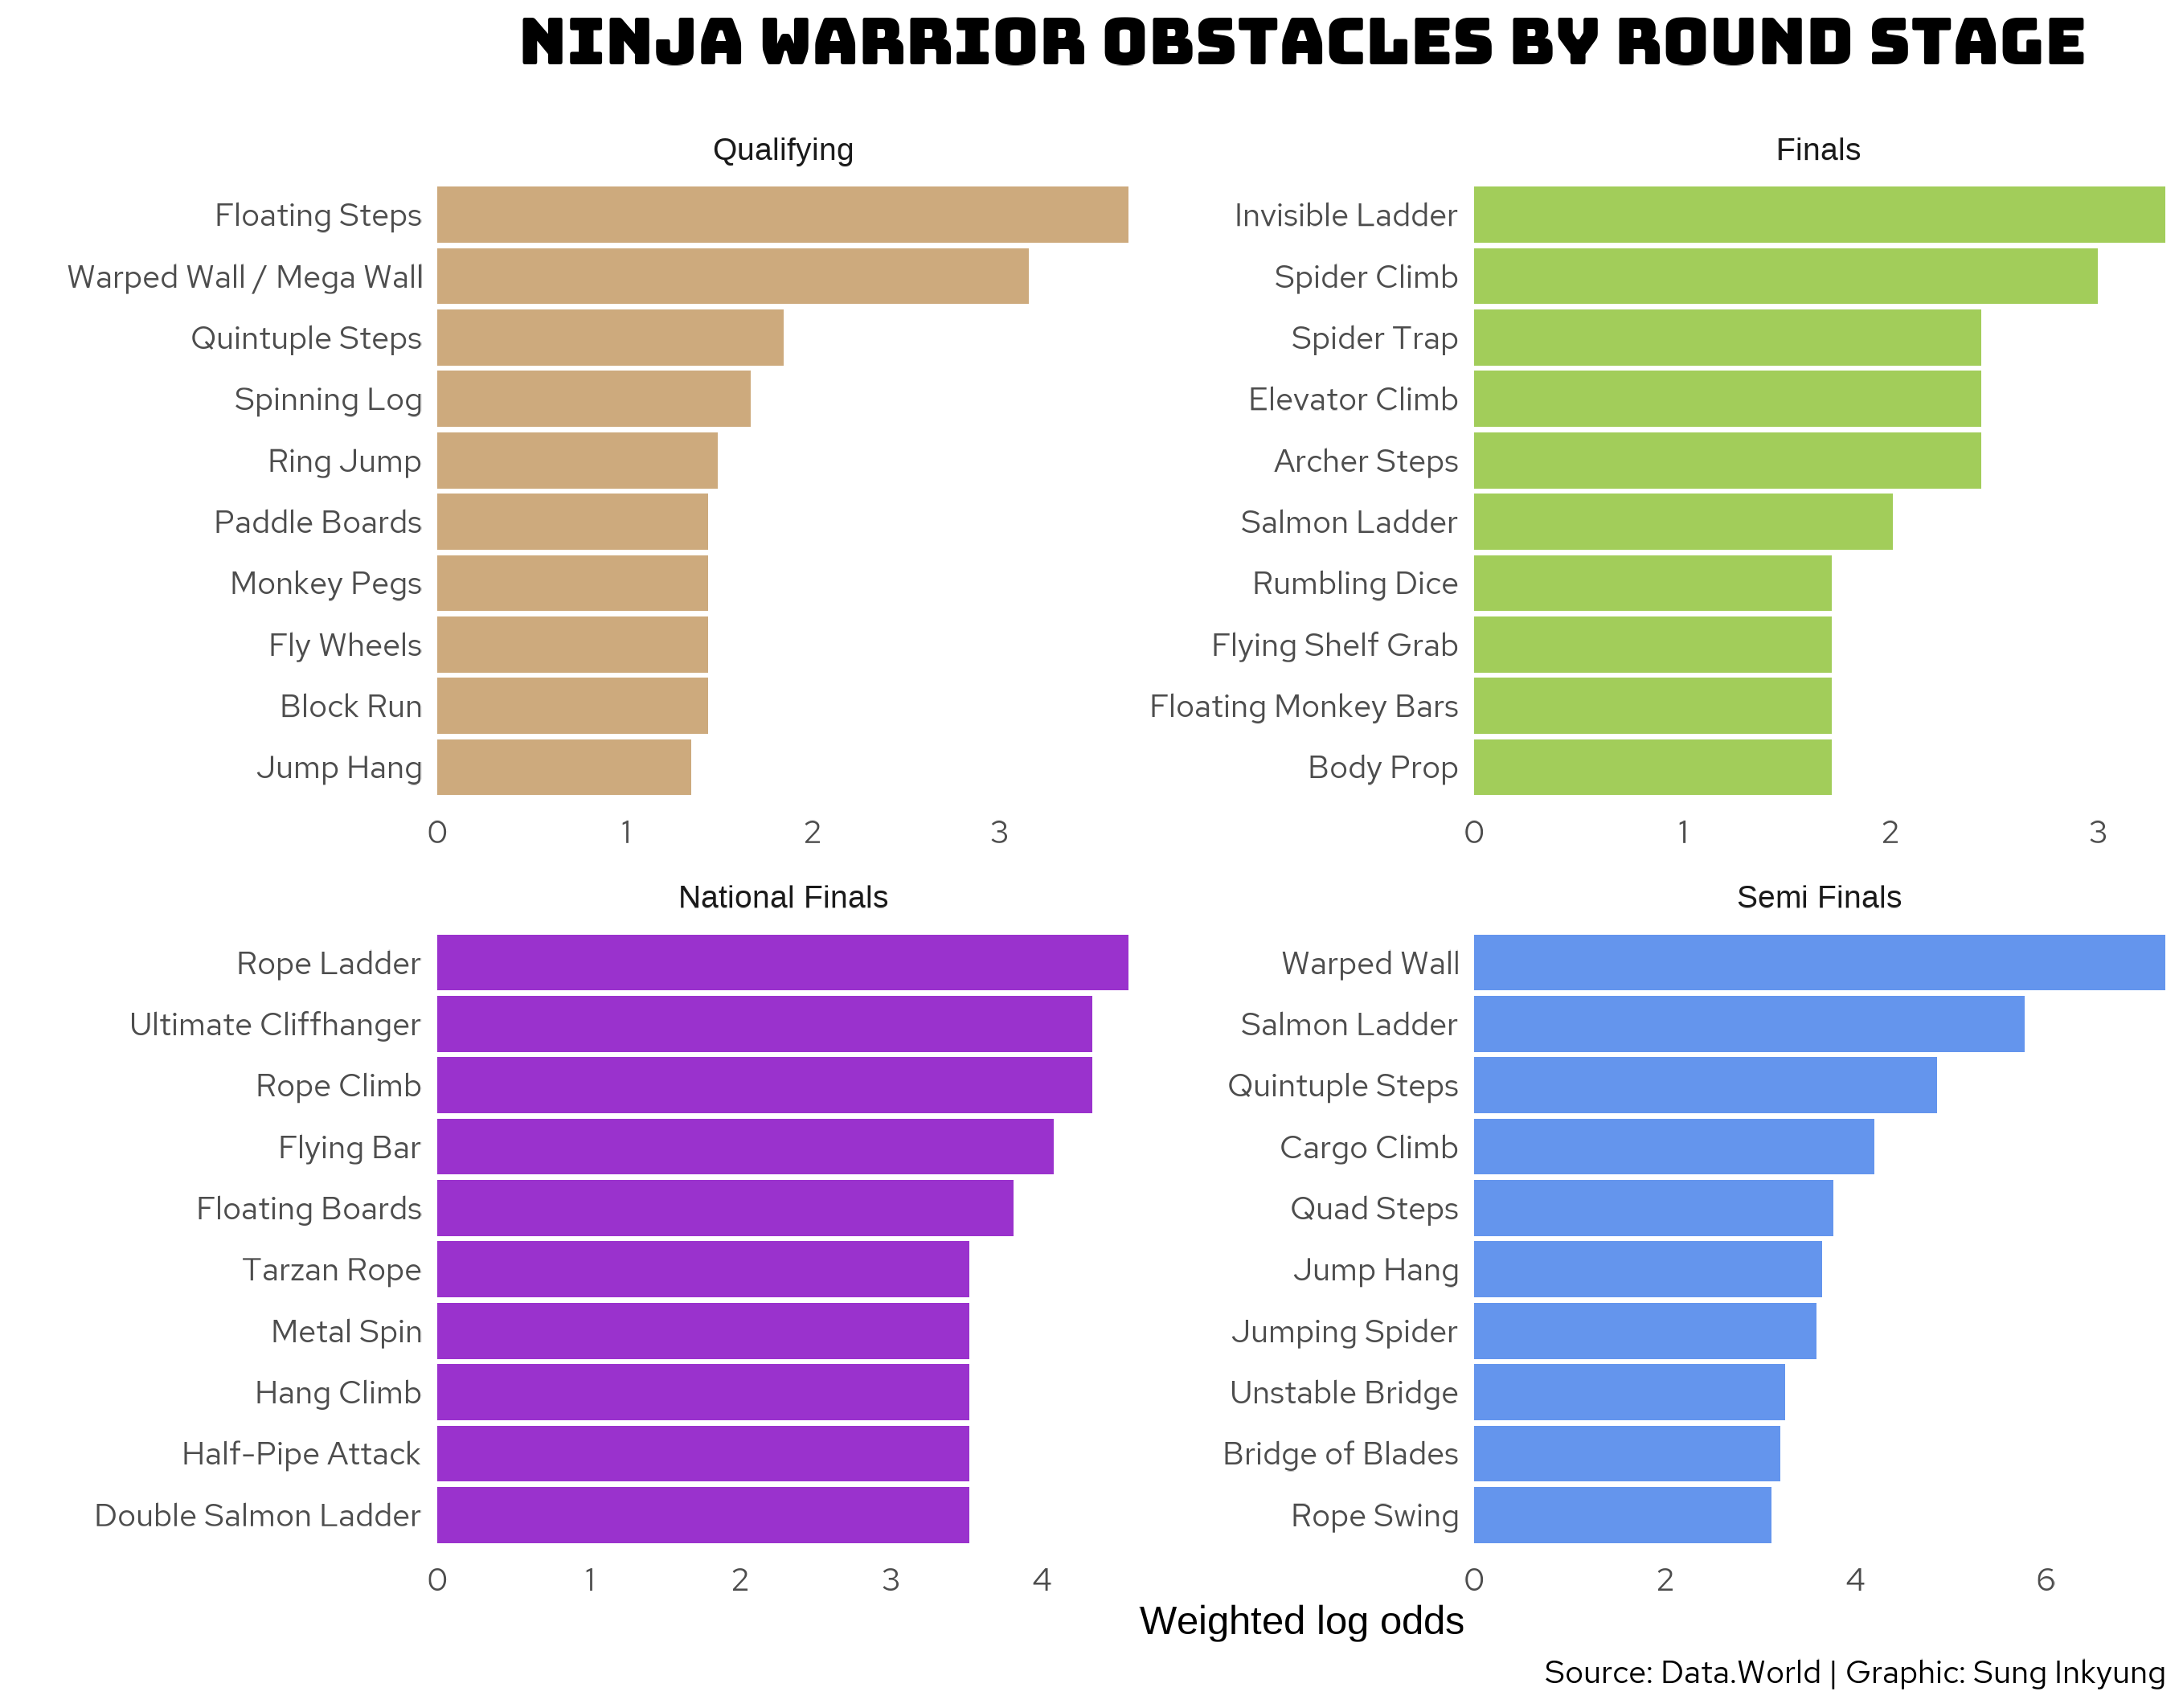 NINJA WARRIOR OBSTACLES BY ROUND STAGE
Qualifying
Floating Steps
Warped Wall / Mega Wall
Quintuple Steps
Spinning Log
Ring Jump
Paddle Boards
Monkey Pegs
Fly Wheels
Block Run
Jump Hang
0 1 2 3
Finals
Invisible Ladder
Spider Climb
Spider Trap
Elevator Climb
Archer Steps
Salmon Ladder
Rumbling Dice
Flying Shelf Grab
Floating Monkey Bars
Body Prop
0 1 2 3
National Finals
Rope Ladder
Ultimate Cliffhanger
Rope Climb
Flying Bar
Floating Boards
Tarzan Rope
Metal Spin
Hang Climb
Half-Pipe Attack
Double Salmon Ladder
0 1 2 3 4
Semi Finals
Warped Wall
Salmon Ladder
Quintuple Steps
Cargo Climb
Quad Steps
Jump Hang
Jumping Spider
Unstable Bridge
Bridge of Blades
Rope Swing
0 2 4 6
Weighted log odds
Source: Data.World | Graphic: Sung Inkyung